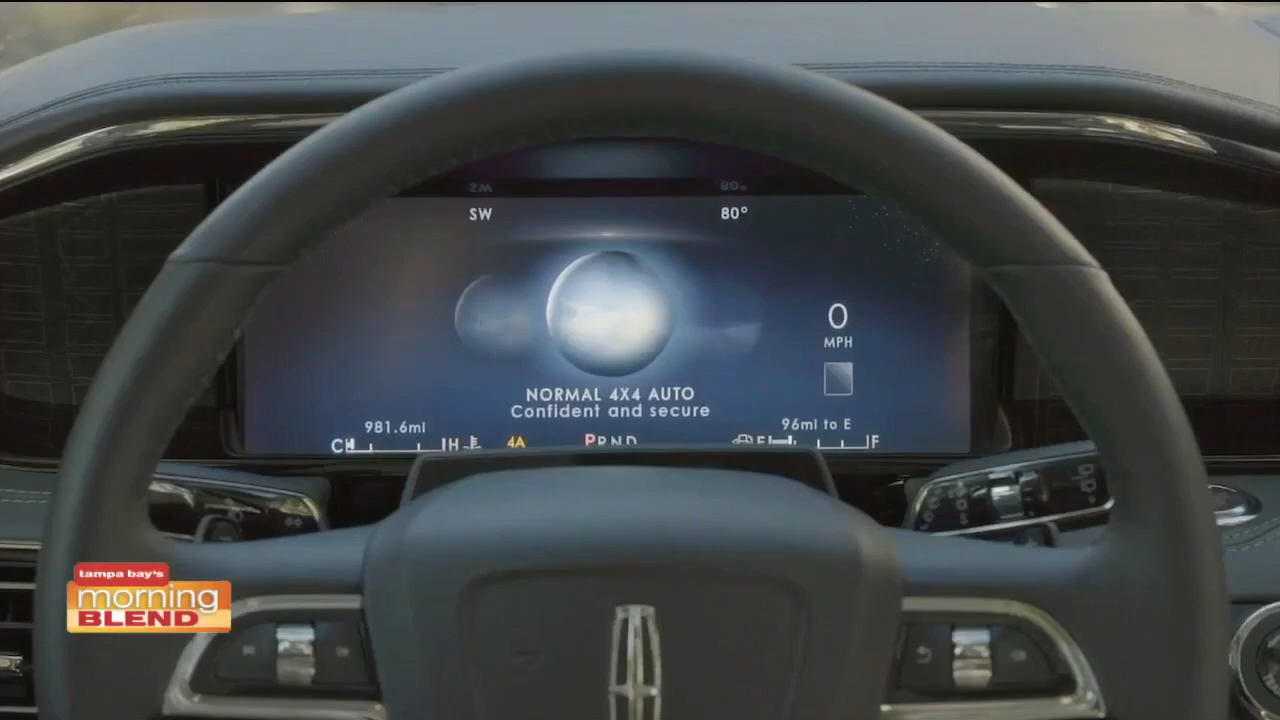 SW
80°
0
MPH
NORMAL 4X4 AUTO
Confident and secure
981.6mi
96mi to E
C H
4A
PRND
E F
tampa bay's
morning
BLEND